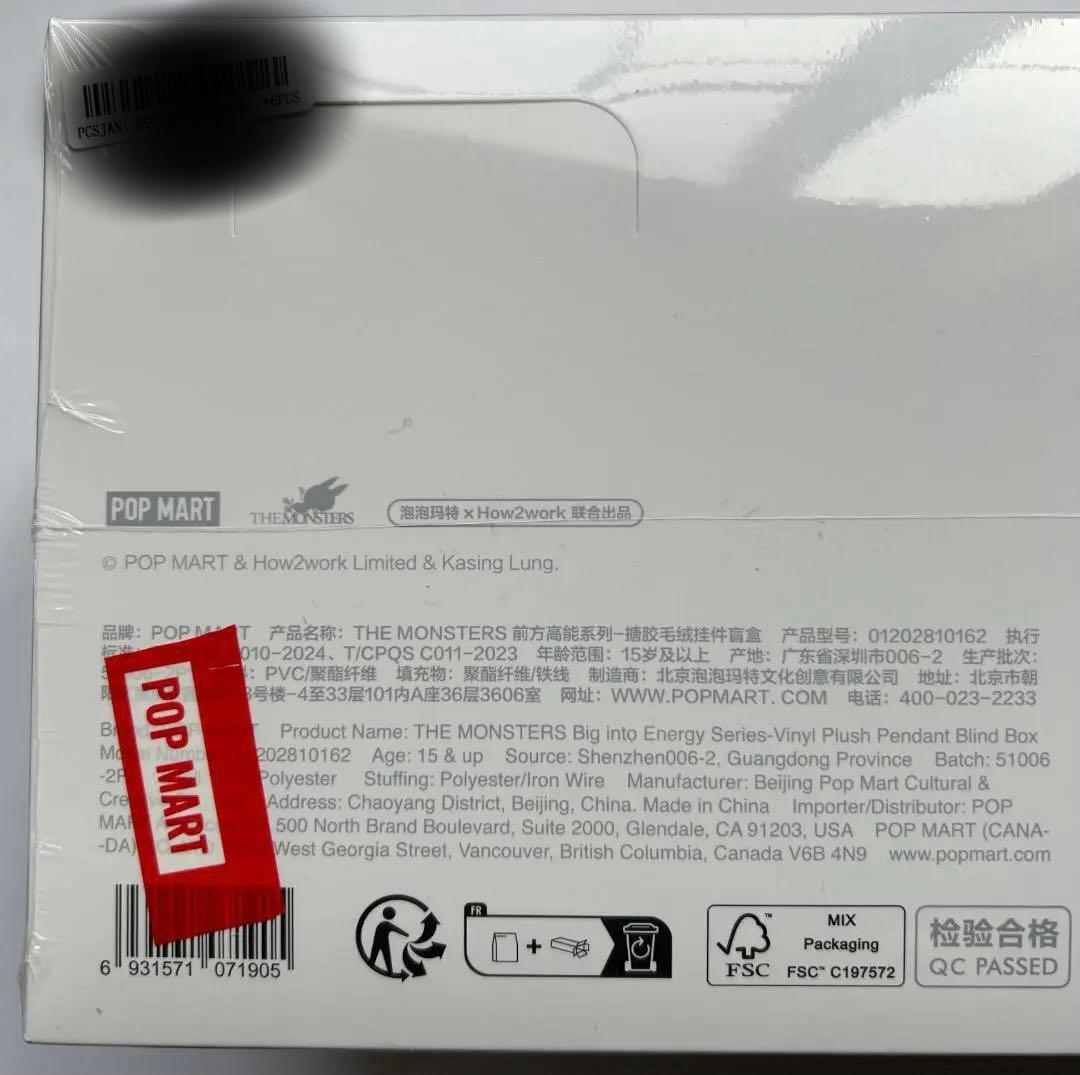 PCSJAN: *6PCS
POP MART THE MONSTERS 泡泡玛特×How2work 联合出品
© POP MART & How2work Limited & Kasing Lung.
品牌: POP MART 产品名称: THE MONSTERS 前方高能系列-搪胶毛绒挂件盲盒 产品型号: 01202810162 执行
010-2024、T/CPQS C011-2023 年龄范围: 15岁及以上 产地: 广东省深圳市006-2 生产批次:
PVC/聚酯纤维 填充物: 聚酯纤维/铁线 制造商: 北京泡泡玛特文化创意有限公司 地址: 北京市朝
号楼-4至33层101内A座36层3606室 网址: WWW.POPMART.COM 电话: 400-023-2233
Product Name: THE MONSTERS Big into Energy Series-Vinyl Plush Pendant Blind Box
202810162 Age: 15 & up Source: Shenzhen006-2, Guangdong Province Batch: 51006
Polyester Stuffing: Polyester/Iron Wire Manufacturer: Beijing Pop Mart Cultural &
Address: Chaoyang District, Beijing, China. Made in China Importer/Distributor: POP
500 North Brand Boulevard, Suite 2000, Glendale, CA 91203, USA POP MART (CANA-
-DA) West Georgia Street, Vancouver, British Columbia, Canada V6B 4N9 www.popmart.com
POP MART
6 931571 071905
FR
+
FSC™
MIX
Packaging
FSC™ C197572
检验合格
QC PASSED